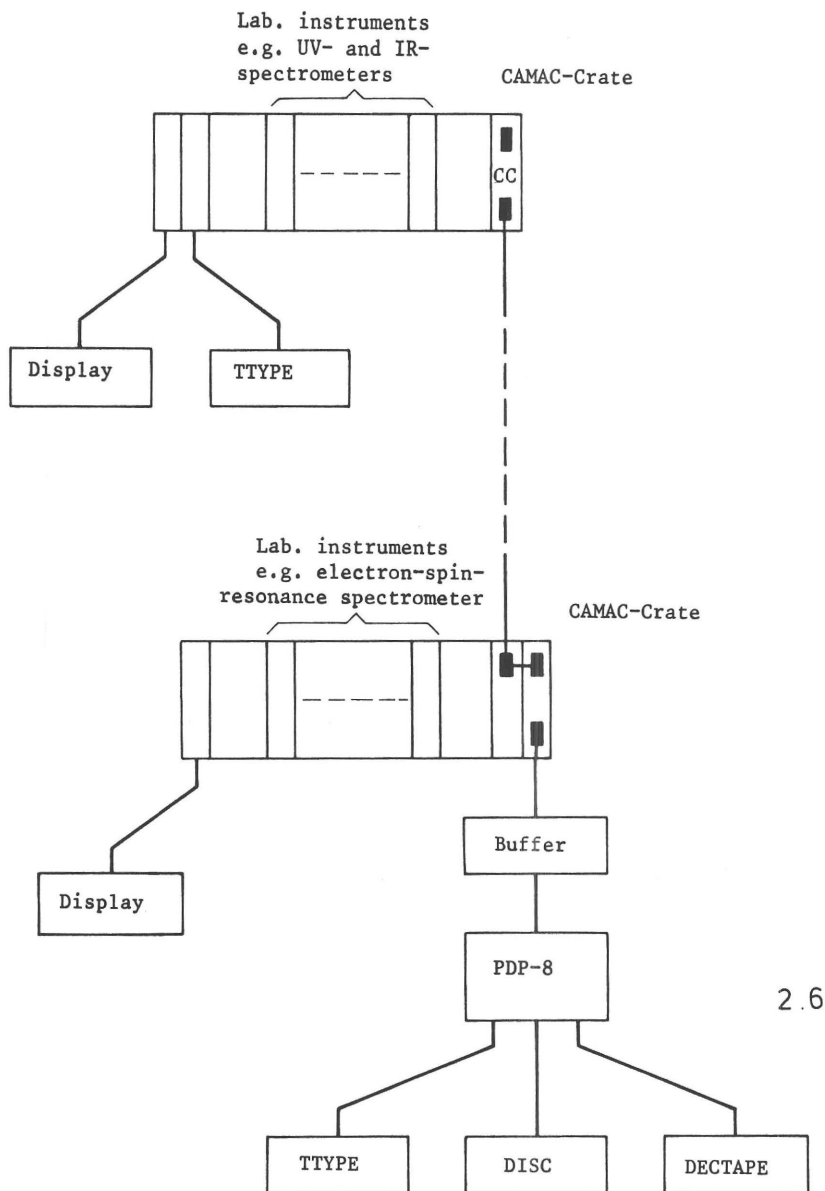 Lab. instruments
e.g. UV- and IR-
spectrometers
CAMAC-Crate
CC
Display
TTYPE
Lab. instruments
e.g. electron-spin-
resonance spectrometer
CAMAC-Crate
Display
Buffer
PDP-8
2.6
TTYPE
DISC
DECTAPE